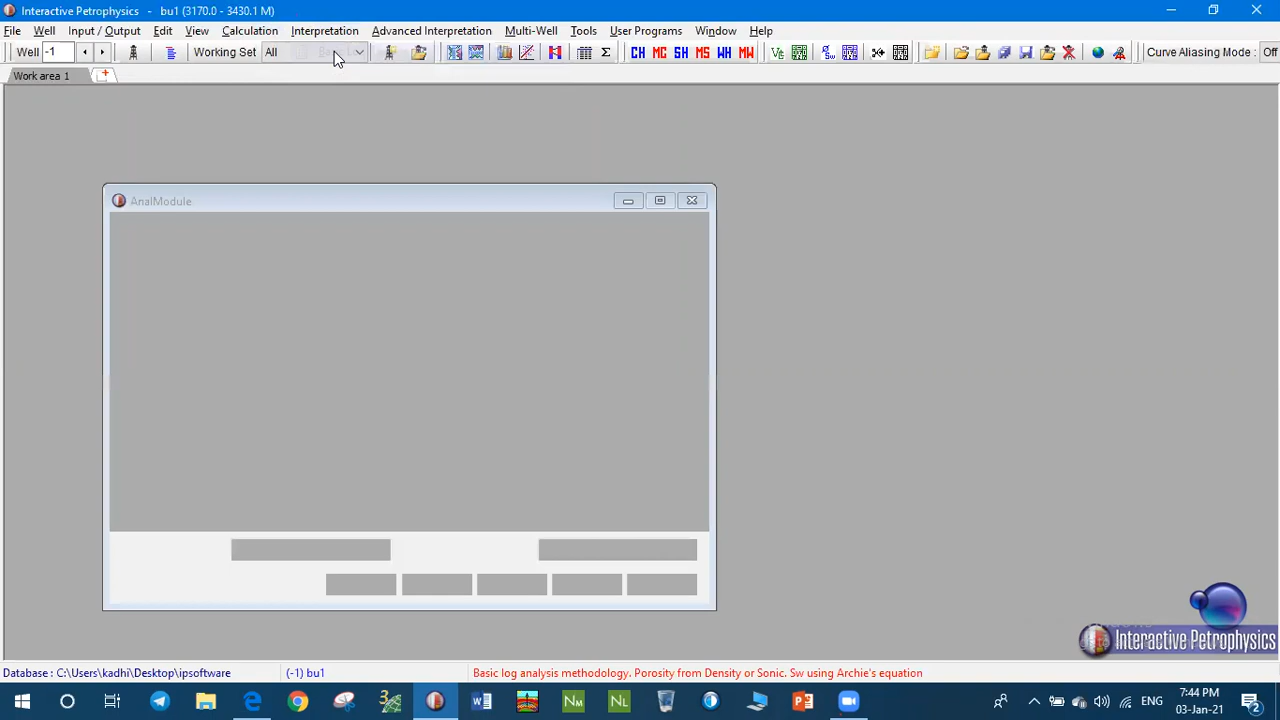 Interactive Petrophysics - bu1 (3170.0 - 3430.1 M)
File Well Input / Output Edit View Calculation Interpretation Advanced Interpretation Multi-Well Tools User Programs Window Help
Well -1 Working Set All CH MC SH MS WH MW Curve Aliasing Mode : Off
Work area 1
AnalModule
Interactive Petrophysics
Database : C:\Users\kadhi\Desktop\ipsoftware (-1) bu1 Basic log analysis methodology. Porosity from Density or Sonic. Sw using Archie's equation
ENG 7:44 PM
03-Jan-21
2